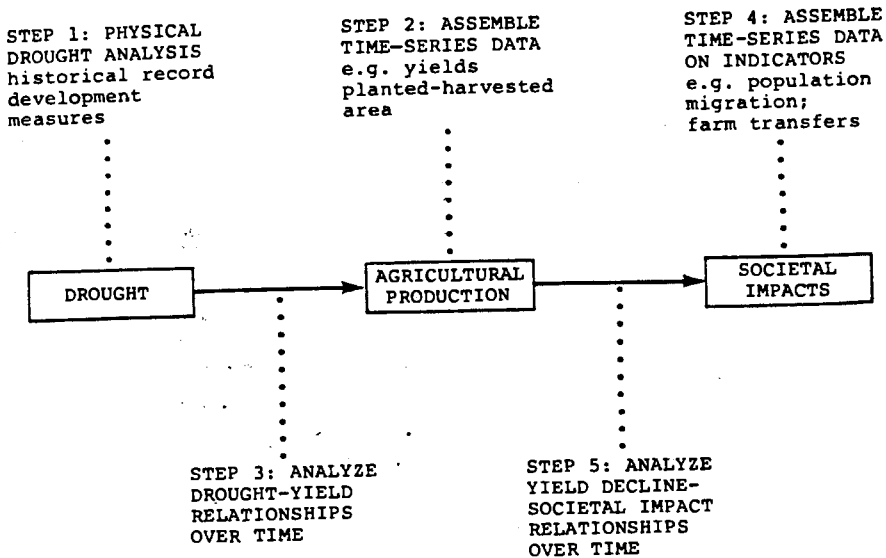 STEP 1: PHYSICAL
DROUGHT ANALYSIS
historical record
development
measures
STEP 2: ASSEMBLE
TIME-SERIES DATA
e.g. yields
planted-harvested
area
STEP 4: ASSEMBLE
TIME-SERIES DATA
ON INDICATORS
e.g. population
migration;
farm transfers
DROUGHT
AGRICULTURAL
PRODUCTION
SOCIETAL
IMPACTS
STEP 3: ANALYZE
DROUGHT-YIELD
RELATIONSHIPS
OVER TIME
STEP 5: ANALYZE
YIELD DECLINE-
SOCIETAL IMPACT
RELATIONSHIPS
OVER TIME